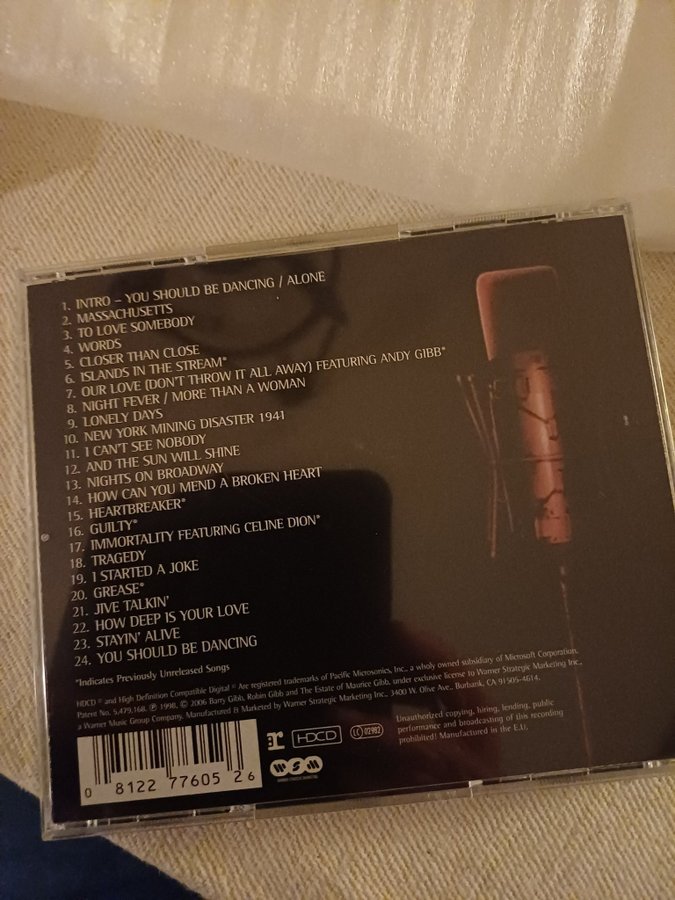 1. INTRO – YOU SHOULD BE DANCING / ALONE
2. MASSACHUSETTS
3. TO LOVE SOMEBODY
4. WORDS
5. CLOSER THAN CLOSE
6. ISLANDS IN THE STREAM*
7. OUR LOVE (DON'T THROW IT ALL AWAY) FEATURING ANDY GIBB*
8. NIGHT FEVER / MORE THAN A WOMAN
9. LONELY DAYS
10. NEW YORK MINING DISASTER 1941
11. I CAN'T SEE NOBODY
12. AND THE SUN WILL SHINE
13. NIGHTS ON BROADWAY
14. HOW CAN YOU MEND A BROKEN HEART
15. HEARTBREAKER*
16. GUILTY*
17. IMMORTALITY FEATURING CELINE DION*
18. TRAGEDY
19. I STARTED A JOKE
20. GREASE*
21. JIVE TALKIN'
22. HOW DEEP IS YOUR LOVE
23. STAYIN' ALIVE
24. YOU SHOULD BE DANCING
*Indicates Previously Unreleased Songs
HDCD ® and High Definition Compatible Digital ® Are registered trademarks of Pacific Microsonics, Inc., a wholy owned subsidiary of Microsoft Corporation.
Patent No. 5,479,168. ℗ 1998, © 2006 Barry Gibb, Robin Gibb and The Estate of Maurice Gibb, under exclusive license to Warner Strategic Marketing Inc.,
a Warner Music Group Company. Manufactured & Marketed by Warner Strategic Marketing Inc., 3400 W. Olive Ave., Burbank, CA 91505-4614.
Unauthorized copying, hiring, lending, public
performance and broadcasting of this recording
prohibited! Manufactured in the E.U.
r HDCD LC 02982
WSM
0 81227 77605 2 6